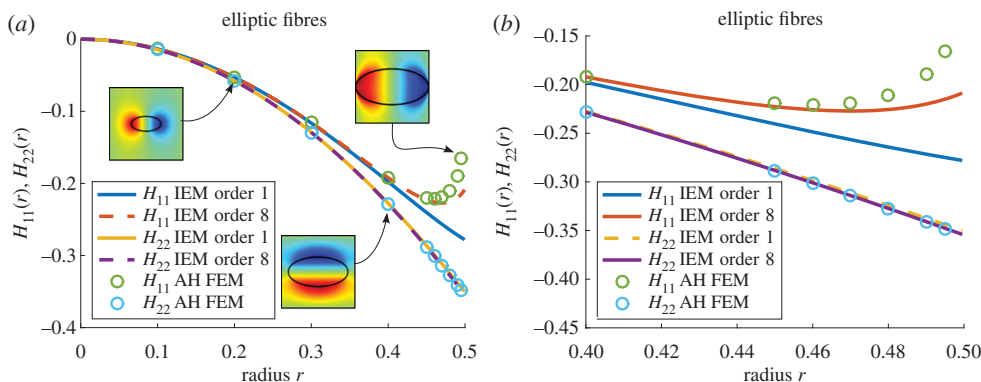 (a)
elliptic fibres
H11(r), H22(r)
0
–0.1
–0.2
–0.3
–0.4
H11 IEM order 1
H11 IEM order 8
H22 IEM order 1
H22 IEM order 8
H11 AH FEM
H22 AH FEM
0 0.1 0.2 0.3 0.4 0.5
radius r
(b)
elliptic fibres
H11(r), H22(r)
–0.15
–0.20
–0.25
–0.30
–0.35
–0.40
–0.45
H11 IEM order 1
H11 IEM order 8
H22 IEM order 1
H22 IEM order 8
H11 AH FEM
H22 AH FEM
0.40 0.42 0.44 0.46 0.48 0.50
radius r